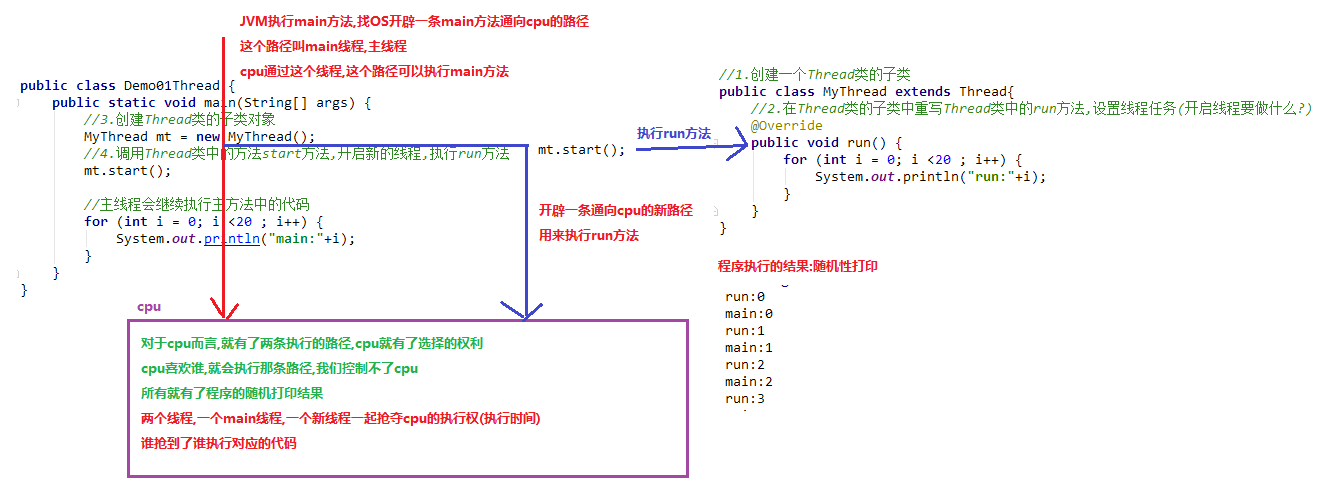 JVM执行main方法,找OS开辟一条main方法通向cpu的路径
这个路径叫main线程,主线程
cpu通过这个线程,这个路径可以执行main方法
public class Demo01Thread {
public static void main(String[] args) {
//3.创建Thread类的子类对象
MyThread mt = new MyThread();
//4.调用Thread类中的方法start方法,开启新的线程,执行run方法
mt.start();
//主线程会继续执行主方法中的代码
for (int i = 0; i <20 ; i++) {
System.out.println("main:"+i);
}
}
}
mt.start();
执行run方法
开辟一条通向cpu的新路径
用来执行run方法
//1.创建一个Thread类的子类
public class MyThread extends Thread{
//2.在Thread类的子类中重写Thread类中的run方法,设置线程任务(开启线程要做什么?)
@Override
public void run() {
for (int i = 0; i <20 ; i++) {
System.out.println("run:"+i);
}
}
}
程序执行的结果:随机性打印
run:0
main:0
run:1
main:1
run:2
main:2
run:3
cpu
对于cpu而言,就有了两条执行的路径,cpu就有了选择的权利
cpu喜欢谁,就会执行那条路径,我们控制不了cpu
所有就有了程序的随机打印结果
两个线程,一个main线程,一个新线程一起抢夺cpu的执行权(执行时间)
谁抢到了谁执行对应的代码